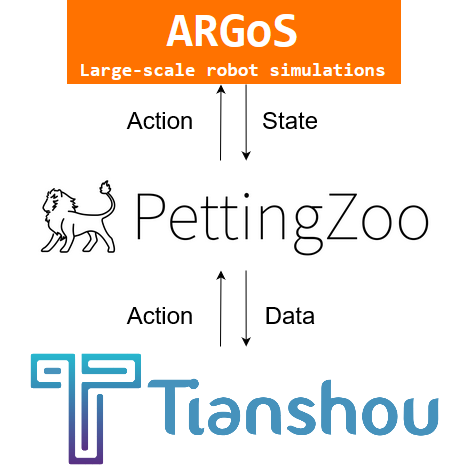 ARGoS
Large-scale robot simulations
Action State
PettingZoo
Action Data
Tianshou